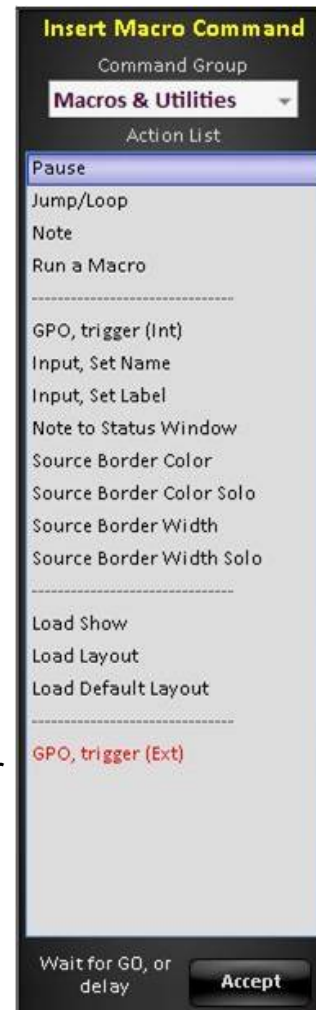 Insert Macro Command
Command Group
Macros & Utilities
Action List
Pause
Jump/Loop
Note
Run a Macro
------------------------------
GPO, trigger (Int)
Input, Set Name
Input, Set Label
Note to Status Window
Source Border Color
Source Border Color Solo
Source Border Width
Source Border Width Solo
------------------------------
Load Show
Load Layout
Load Default Layout
------------------------------
GPO, trigger (Ext)
Wait for GO, or
delay
Accept